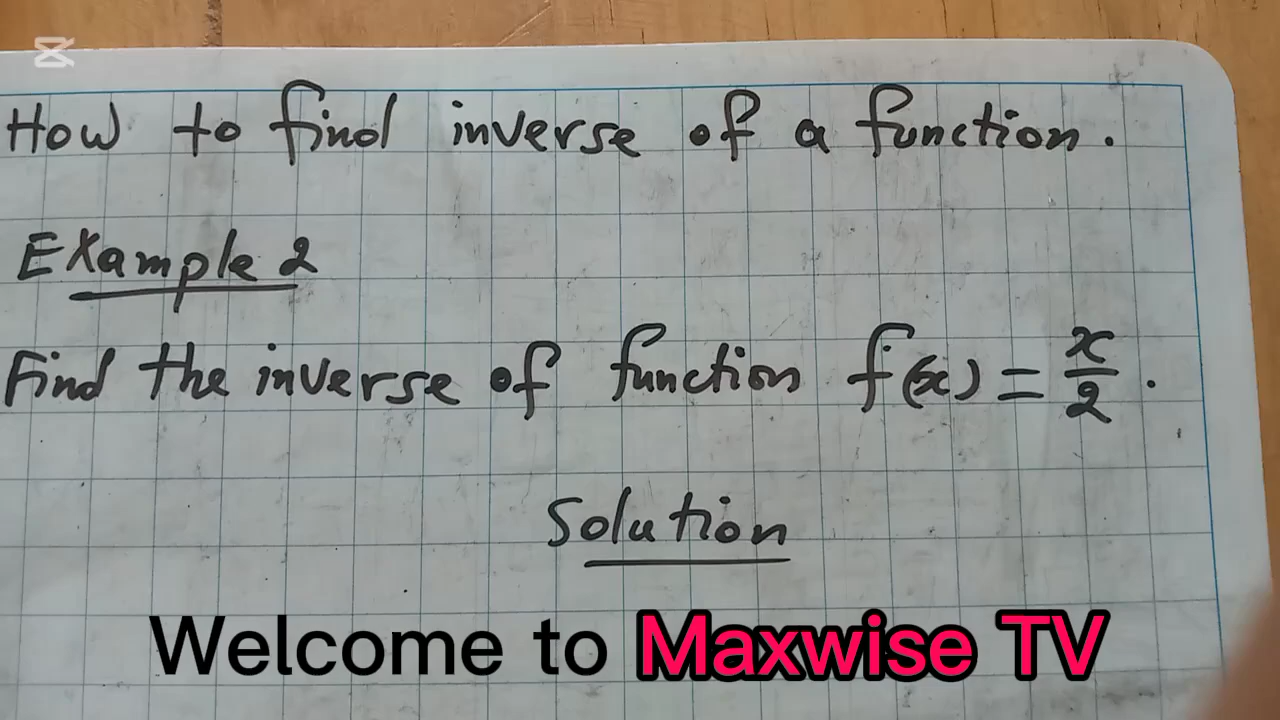 How to find inverse of a function.
Example 2
Find the inverse of function f(x) = x/2.
Solution
Welcome to Maxwise TV